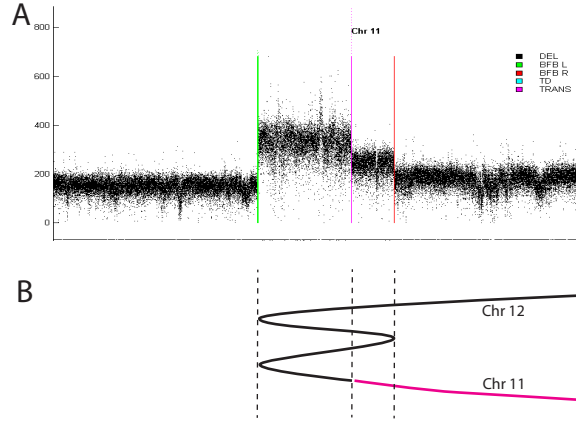 A
800
600
400
200
0
Chr 11
DEL
BFB L
BFB R
TD
TRANS
B
Chr 12
Chr 11